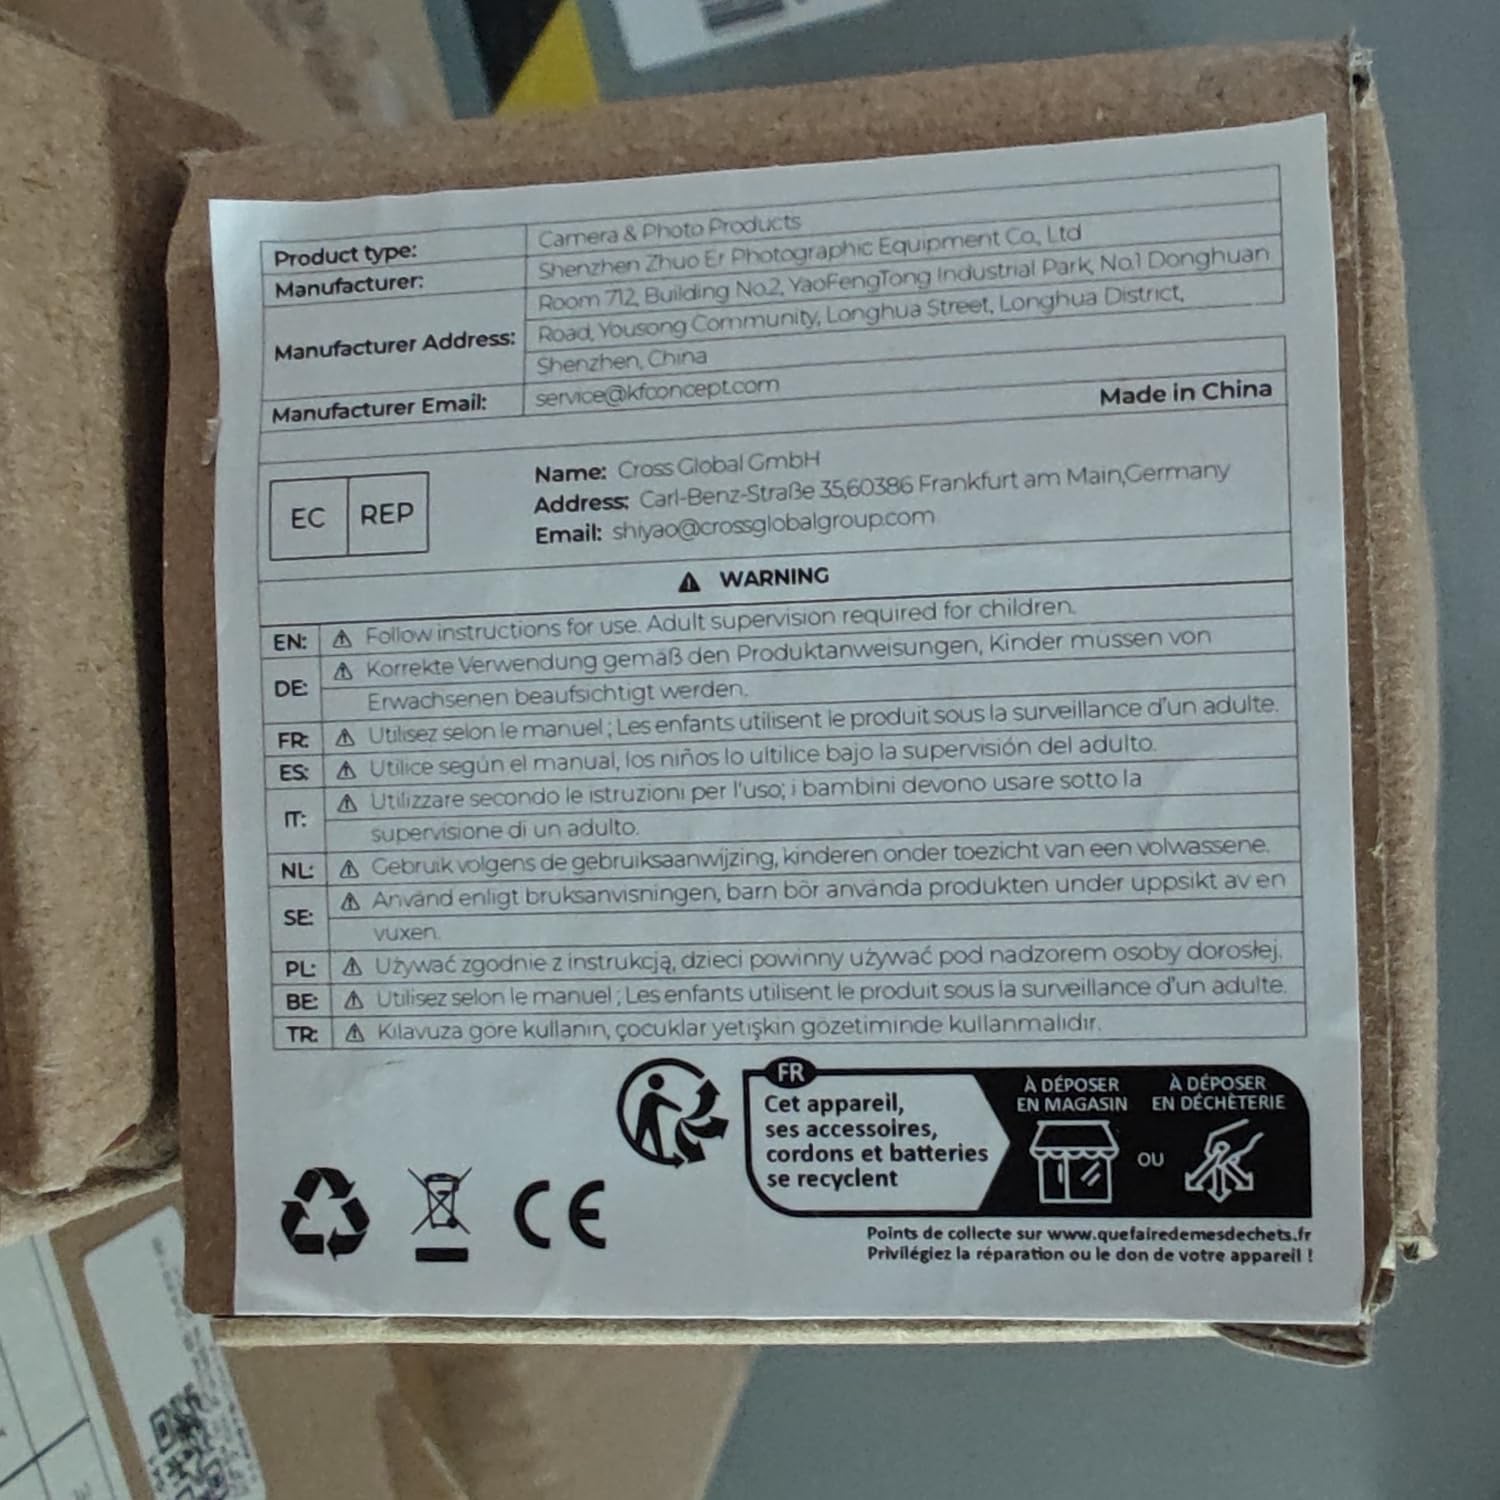 Product type: Camera & Photo Products
Manufacturer: Shenzhen Zhuo Er Photographic Equipment Co., Ltd
Manufacturer Address: Room 712, Building No.2, YaoFengTong Industrial Park, No.1 Donghuan
Road, Yousong Community, Longhua Street, Longhua District,
Shenzhen, China
Manufacturer Email: service@kfconcept.com
Made in China
EC REP
Name: Cross Global GmbH
Address: Carl-Benz-Straße 35,60386 Frankfurt am Main,Germany
Email: shiyao@crossglobalgroup.com
⚠ WARNING
EN: ⚠ Follow instructions for use. Adult supervision required for children.
DE: ⚠ Korrekte Verwendung gemäß den Produktanweisungen, Kinder müssen von
Erwachsenen beaufsichtigt werden.
FR: ⚠ Utilisez selon le manuel ; Les enfants utilisent le produit sous la surveillance d'un adulte.
ES: ⚠ Utilice según el manual, los niños lo ultilice bajo la supervisión del adulto.
IT: ⚠ Utilizzare secondo le istruzioni per l'uso; i bambini devono usare sotto la
supervisione di un adulto.
NL: ⚠ Gebruik volgens de gebruiksaanwijzing, kinderen onder toezicht van een volwassene.
SE: ⚠ Använd enligt bruksanvisningen, barn bör använda produkten under uppsikt av en
vuxen.
PL: ⚠ Używać zgodnie z instrukcją, dzieci powinny używać pod nadzorem osoby dorosłej.
BE: ⚠ Utilisez selon le manuel ; Les enfants utilisent le produit sous la surveillance d'un adulte.
TR: ⚠ Kılavuza göre kullanın, çocuklar yetişkin gözetiminde kullanmalıdır.
CE
FR
Cet appareil,
ses accessoires,
cordons et batteries
se recyclent
À DÉPOSER
EN MAGASIN
OU
À DÉPOSER
EN DÉCHÈTERIE
Points de collecte sur www.quefairedemesdechets.fr
Privilégiez la réparation ou le don de votre appareil !